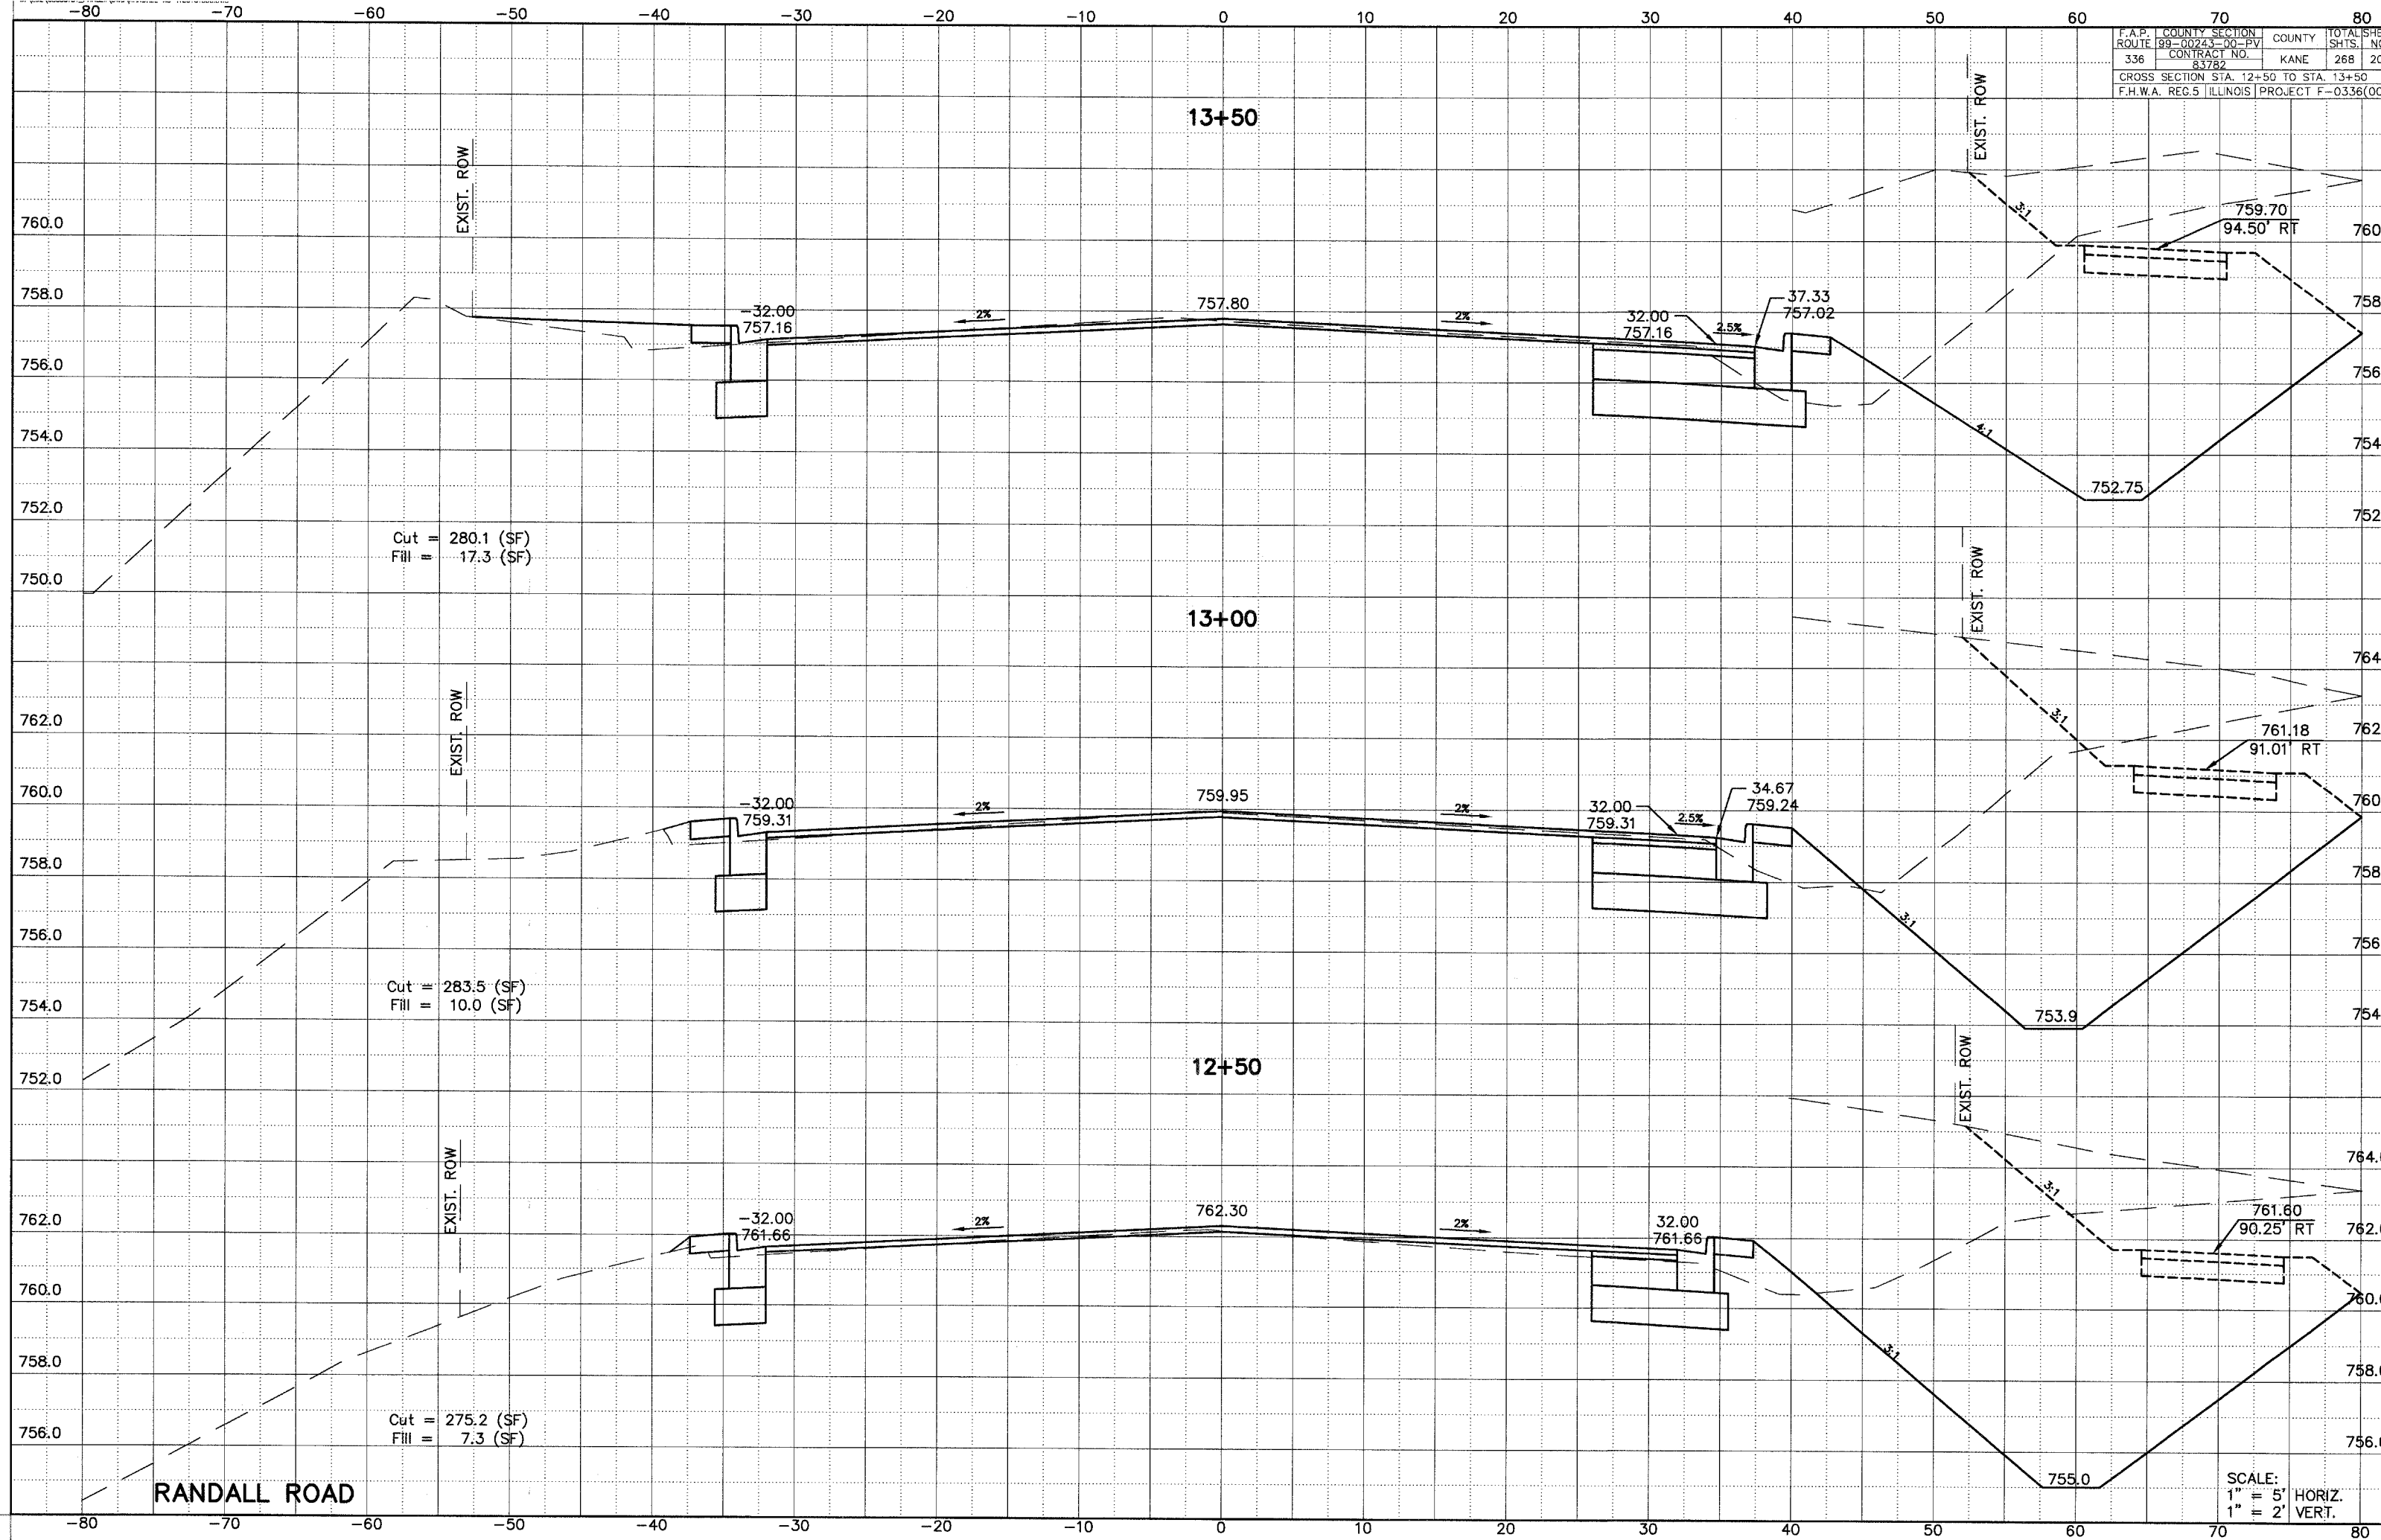 -80 -70 -60 -50 -40 -30 -20 -10 0 10 20 30 40 50 60 70 80
F.A.P. ROUTE COUNTY SECTION COUNTY TOTAL SHTS.
99-00243-00-PV
336 CONTRACT NO. KANE 268
83782
CROSS SECTION STA. 12+50 TO STA. 13+50
F.H.W.A. REG.5 ILLINOIS PROJECT F-0336(00
13+50
EXIST. ROW
EXIST. ROW
760.0
758.0
756.0
754.0
752.0
750.0
-32.00
757.16
2%
757.80
2%
32.00
757.16
2.5%
37.33
757.02
3:1
759.70
94.50' RT
4:1
752.75
760
758
756
754
752
Cut = 280.1 (SF)
Fill = 17.3 (SF)
13+00
EXIST. ROW
EXIST. ROW
762.0
760.0
758.0
756.0
754.0
752.0
-32.00
759.31
2%
759.95
2%
32.00
759.31
2.5%
34.67
759.24
3:1
761.18
91.01' RT
3:1
753.9
764
762
760
758
756
754
Cut = 283.5 (SF)
Fill = 10.0 (SF)
12+50
EXIST. ROW
EXIST. ROW
762.0
760.0
758.0
756.0
-32.00
761.66
2%
762.30
2%
32.00
761.66
3:1
761.60
90.25' RT
3:1
755.0
764.0
762.0
760.0
758.0
756.0
Cut = 275.2 (SF)
Fill = 7.3 (SF)
RANDALL ROAD
SCALE:
1" = 5' HORIZ.
1" = 2' VERT.
-80 -70 -60 -50 -40 -30 -20 -10 0 10 20 30 40 50 60 70 80